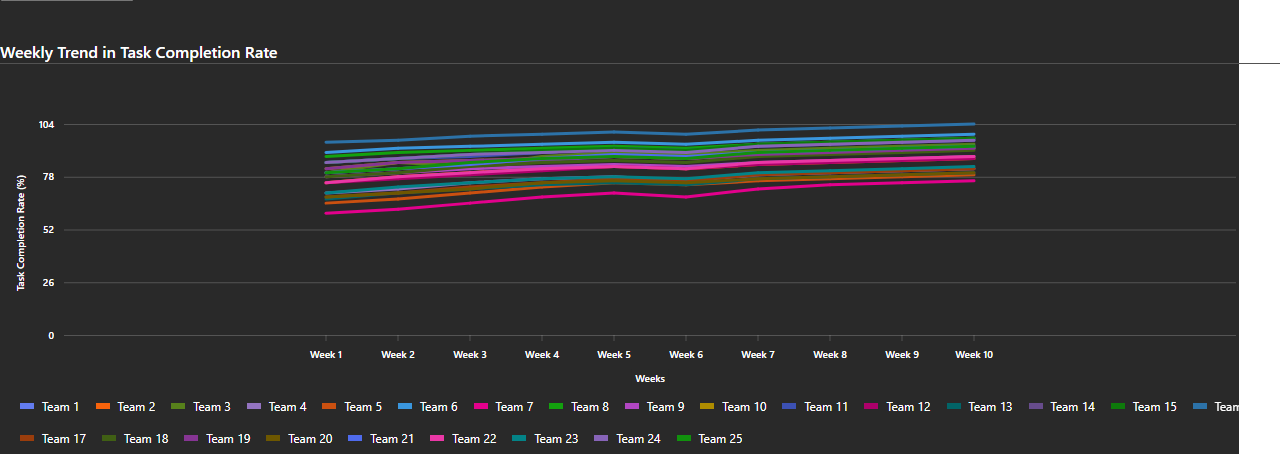 Weekly Trend in Task Completion Rate
104
78
52
26
0
Task Completion Rate (%)
Week 1 Week 2 Week 3 Week 4 Week 5 Week 6 Week 7 Week 8 Week 9 Week 10
Weeks
Team 1 Team 2 Team 3 Team 4 Team 5 Team 6 Team 7 Team 8 Team 9 Team 10 Team 11 Team 12 Team 13 Team 14 Team 15 Team
Team 17 Team 18 Team 19 Team 20 Team 21 Team 22 Team 23 Team 24 Team 25